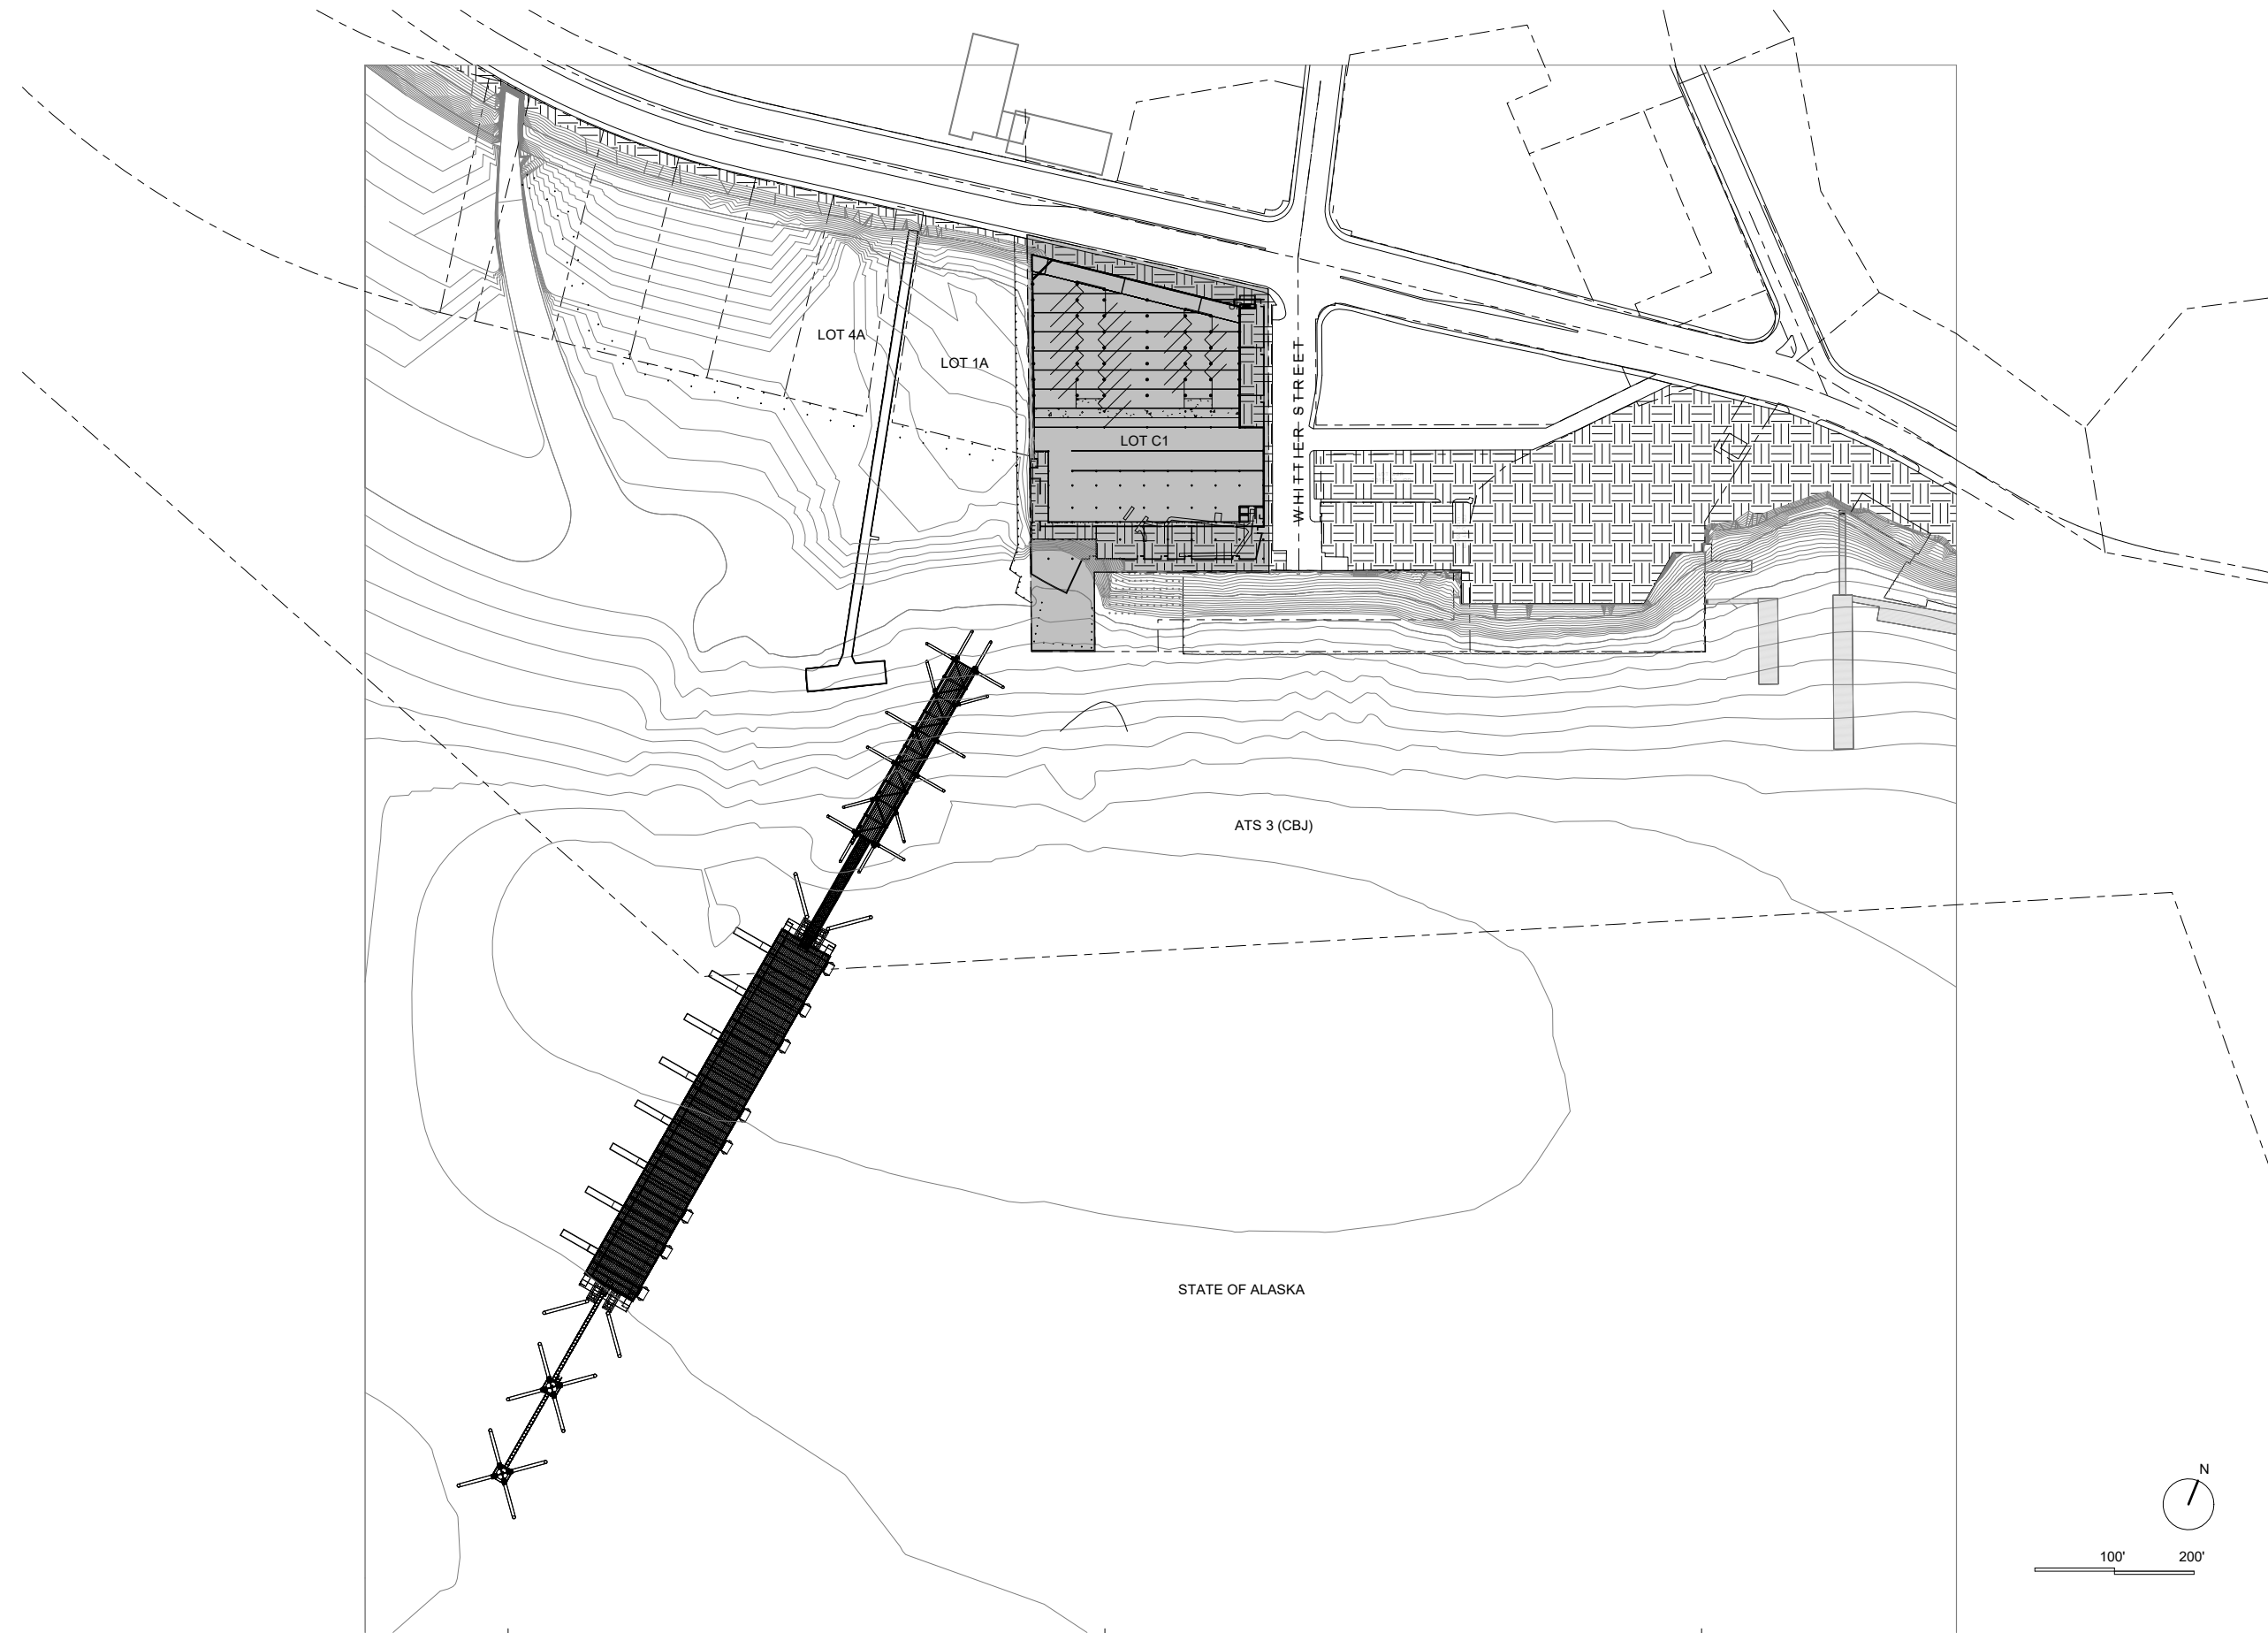 LOT 4A
LOT 1A
WHITTIER STREET
LOT C1
ATS 3 (CBJ)
STATE OF ALASKA
N
100' 200'